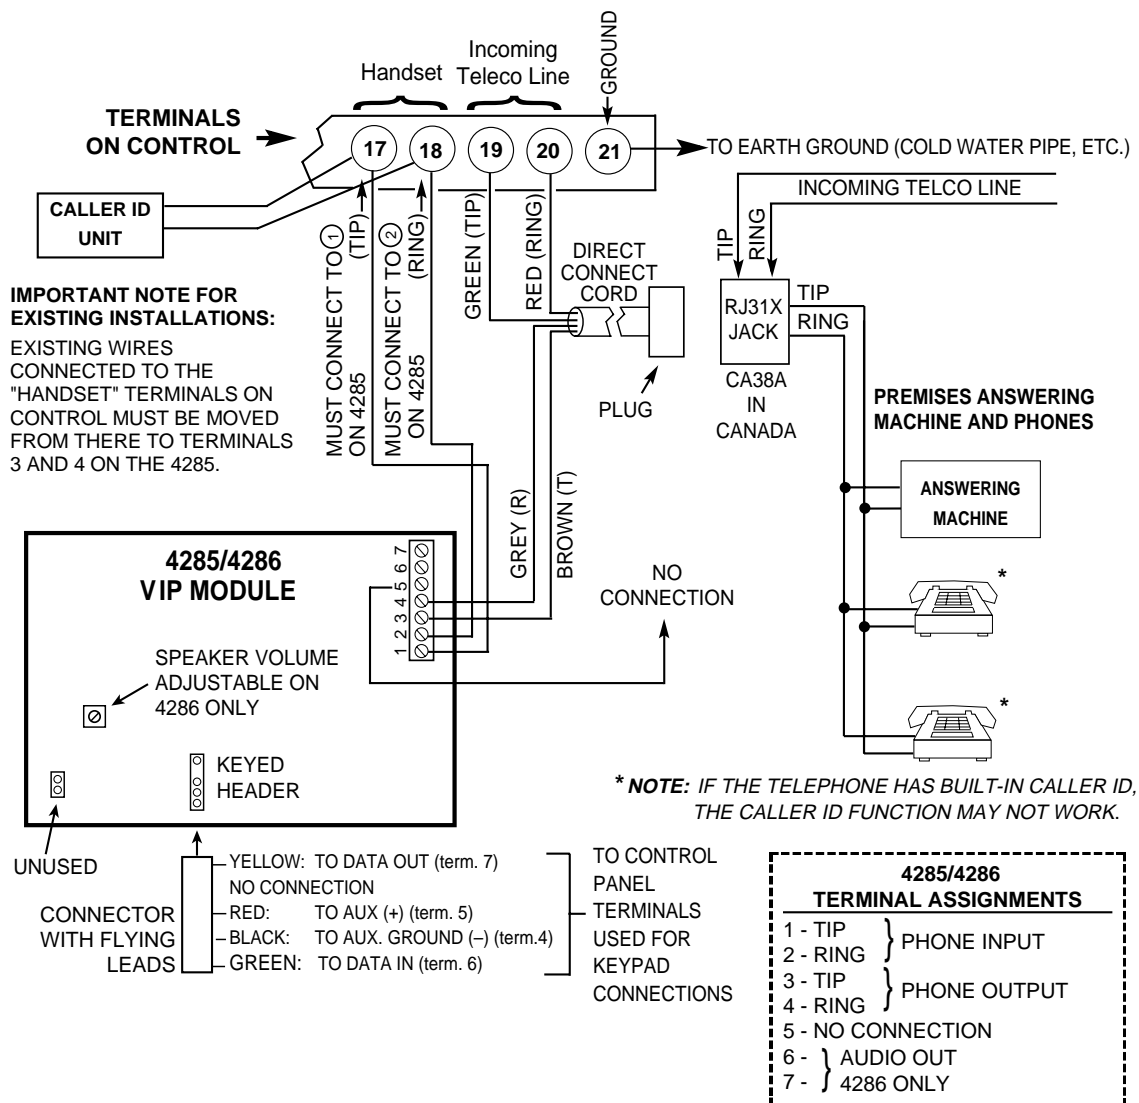 Handset
Incoming
Teleco Line
GROUND
TERMINALS
ON CONTROL
17
18
19
20
21
TO EARTH GROUND (COLD WATER PIPE, ETC.)
INCOMING TELCO LINE
CALLER ID
UNIT
MUST CONNECT TO 1
(TIP)
ON 4285
MUST CONNECT TO 2
(RING)
ON 4285
GREEN (TIP)
RED (RING)
DIRECT
CONNECT
CORD
PLUG
TIP
RING
RJ31X
JACK
TIP
RING
CA38A
IN
CANADA
IMPORTANT NOTE FOR
EXISTING INSTALLATIONS:
EXISTING WIRES
CONNECTED TO THE
"HANDSET" TERMINALS ON
CONTROL MUST BE MOVED
FROM THERE TO TERMINALS
3 AND 4 ON THE 4285.
PREMISES ANSWERING
MACHINE AND PHONES
ANSWERING
MACHINE
*
*
GREY (R)
BROWN (T)
NO
CONNECTION
4285/4286
VIP MODULE
7
6
5
4
3
2
1
SPEAKER VOLUME
ADJUSTABLE ON
4286 ONLY
KEYED
HEADER
UNUSED
* NOTE: IF THE TELEPHONE HAS BUILT-IN CALLER ID,
THE CALLER ID FUNCTION MAY NOT WORK.
CONNECTOR
WITH FLYING
LEADS
YELLOW: TO DATA OUT (term. 7)
NO CONNECTION
RED: TO AUX (+) (term. 5)
BLACK: TO AUX. GROUND (–) (term.4)
GREEN: TO DATA IN (term. 6)
TO CONTROL
PANEL
TERMINALS
USED FOR
KEYPAD
CONNECTIONS
4285/4286
TERMINAL ASSIGNMENTS
1 - TIP
2 - RING
PHONE INPUT
3 - TIP
4 - RING
PHONE OUTPUT
5 - NO CONNECTION
6 - AUDIO OUT
7 - 4286 ONLY